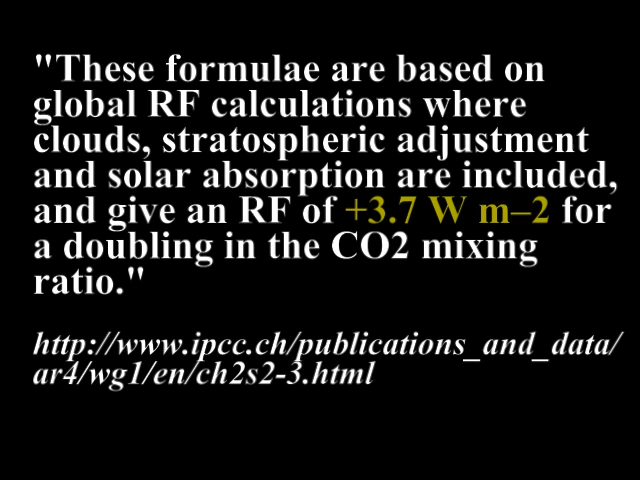 "These formulae are based on
global RF calculations where
clouds, stratospheric adjustment
and solar absorption are included,
and give an RF of +3.7 W m–2 for
a doubling in the CO2 mixing
ratio."
http://www.ipcc.ch/publications_and_data/
ar4/wg1/en/ch2s2-3.html